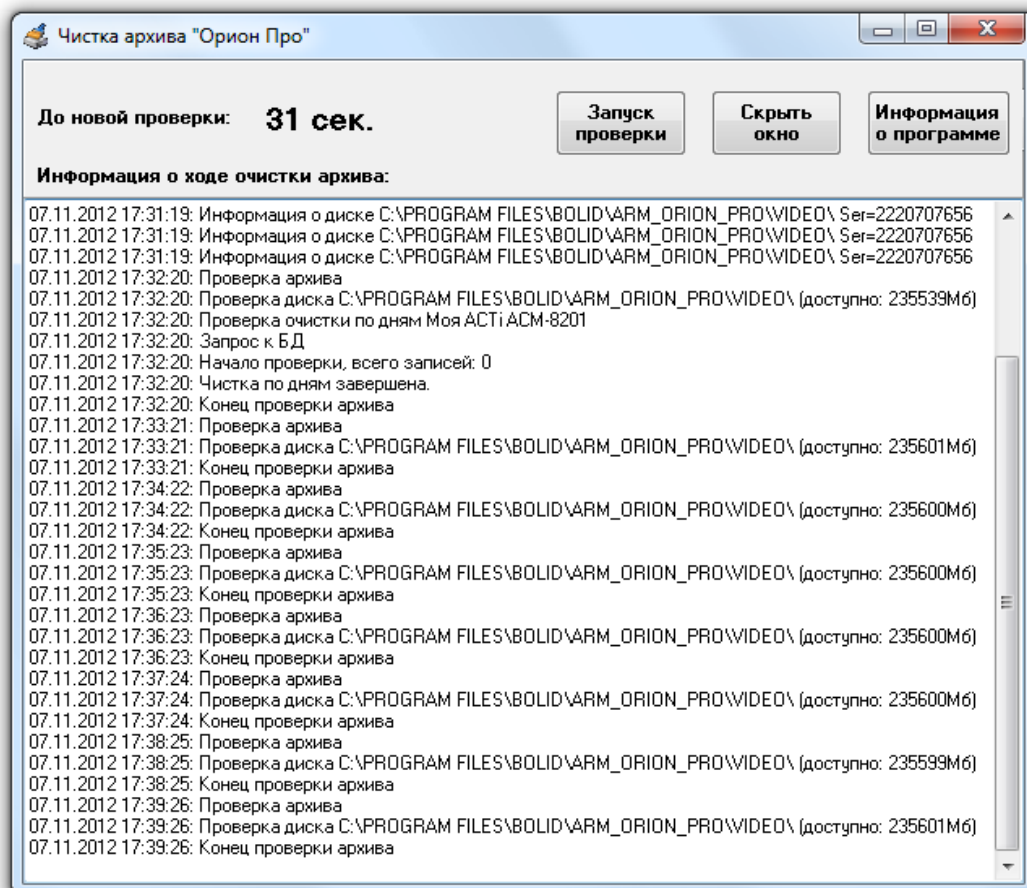 Чистка архива "Орион Про"
До новой проверки: 31 сек.
Запуск проверки
Скрыть окно
Информация о программе
Информация о ходе очистки архива:
07.11.2012 17:31:19: Информация о диске C:\PROGRAM FILES\BOLID\ARM_ORION_PRO\VIDEO\ Ser=2220707656
07.11.2012 17:31:19: Информация о диске C:\PROGRAM FILES\BOLID\ARM_ORION_PRO\VIDEO\ Ser=2220707656
07.11.2012 17:31:19: Информация о диске C:\PROGRAM FILES\BOLID\ARM_ORION_PRO\VIDEO\ Ser=2220707656
07.11.2012 17:32:20: Проверка архива
07.11.2012 17:32:20: Проверка диска C:\PROGRAM FILES\BOLID\ARM_ORION_PRO\VIDEO\ (доступно: 235539Мб)
07.11.2012 17:32:20: Проверка очистки по дням Моя ACTi ACM-8201
07.11.2012 17:32:20: Запрос к БД
07.11.2012 17:32:20: Начало проверки, всего записей: 0
07.11.2012 17:32:20: Чистка по дням завершена.
07.11.2012 17:32:20: Конец проверки архива
07.11.2012 17:33:21: Проверка архива
07.11.2012 17:33:21: Проверка диска C:\PROGRAM FILES\BOLID\ARM_ORION_PRO\VIDEO\ (доступно: 235601Мб)
07.11.2012 17:33:21: Конец проверки архива
07.11.2012 17:34:22: Проверка архива
07.11.2012 17:34:22: Проверка диска C:\PROGRAM FILES\BOLID\ARM_ORION_PRO\VIDEO\ (доступно: 235600Мб)
07.11.2012 17:34:22: Конец проверки архива
07.11.2012 17:35:23: Проверка архива
07.11.2012 17:35:23: Проверка диска C:\PROGRAM FILES\BOLID\ARM_ORION_PRO\VIDEO\ (доступно: 235600Мб)
07.11.2012 17:35:23: Конец проверки архива
07.11.2012 17:36:23: Проверка архива
07.11.2012 17:36:23: Проверка диска C:\PROGRAM FILES\BOLID\ARM_ORION_PRO\VIDEO\ (доступно: 235600Мб)
07.11.2012 17:36:23: Конец проверки архива
07.11.2012 17:37:24: Проверка архива
07.11.2012 17:37:24: Проверка диска C:\PROGRAM FILES\BOLID\ARM_ORION_PRO\VIDEO\ (доступно: 235600Мб)
07.11.2012 17:37:24: Конец проверки архива
07.11.2012 17:38:25: Проверка архива
07.11.2012 17:38:25: Проверка диска C:\PROGRAM FILES\BOLID\ARM_ORION_PRO\VIDEO\ (доступно: 235599Мб)
07.11.2012 17:38:25: Конец проверки архива
07.11.2012 17:39:26: Проверка архива
07.11.2012 17:39:26: Проверка диска C:\PROGRAM FILES\BOLID\ARM_ORION_PRO\VIDEO\ (доступно: 235601Мб)
07.11.2012 17:39:26: Конец проверки архива